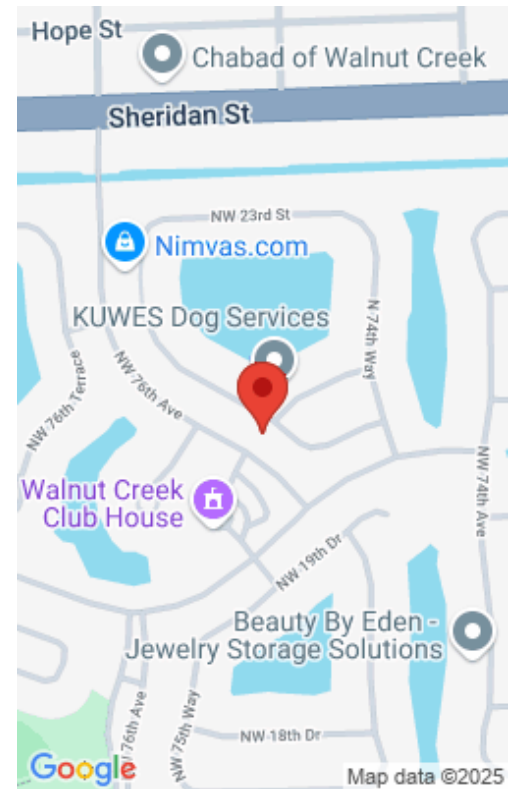 Hope St
Chabad of Walnut Creek
Sheridan St
NW 23rd St
Nimvas.com
KUWES Dog Services
N 74th Way
NW 76th Terrace
NW 76th Ave
Walnut Creek
Club House
NW 74th Ave
NW 19th Dr
Beauty By Eden -
Jewelry Storage Solutions
76th Ave
NW 75th Way
NW 18th Dr
Google
Map data ©2025